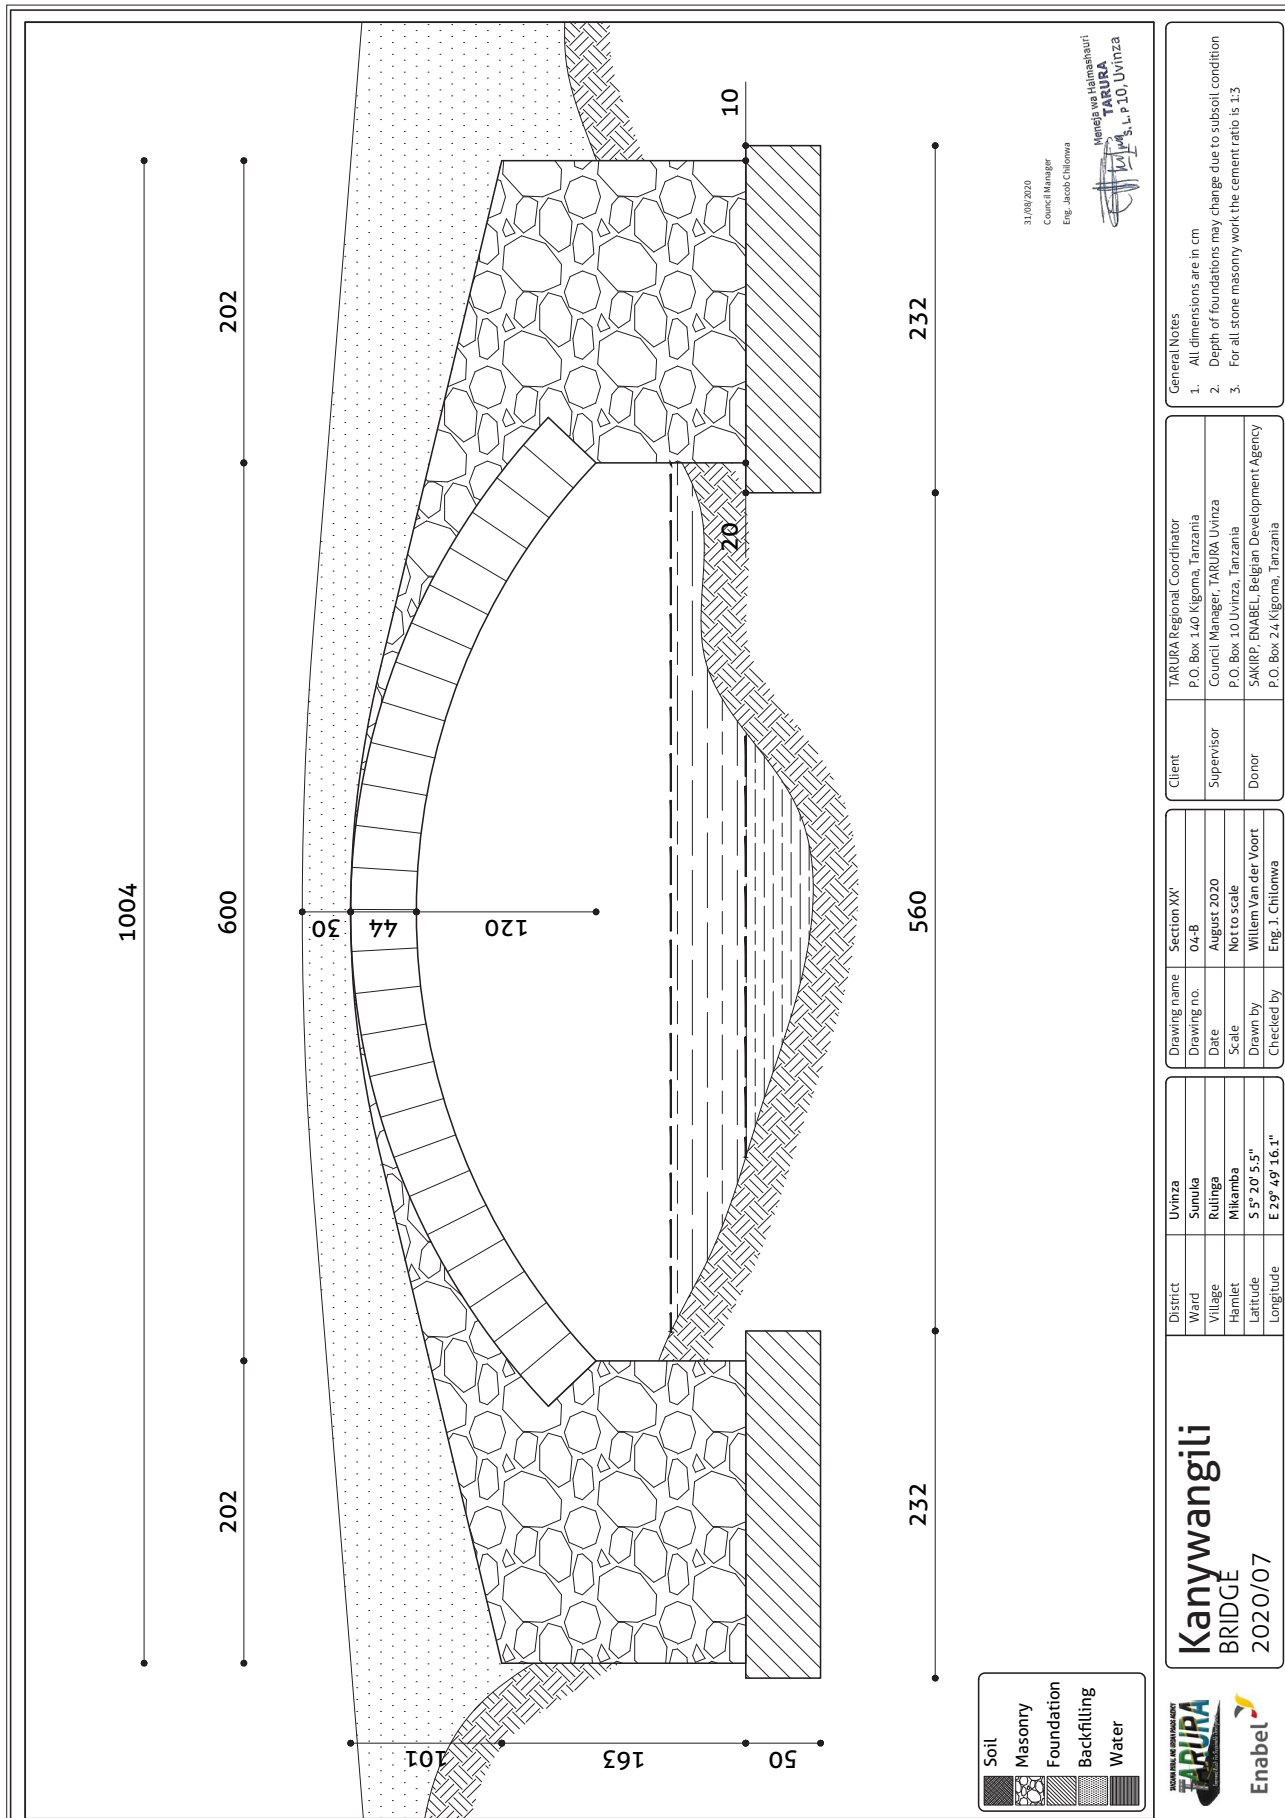 1004
202
600
202
30
44
120
10
20
101
163
50
232
560
232
Soil
Masonry
Foundation
Backfilling
Water
31/08/2020
Council Manager
Eng. Jacob Chilonwa
Meneja wa Halmashauri
TARURA
S. L. P 10, Uvinza
TARURA
Enabel
Kanywangili
BRIDGE
2020/07
District Uvinza
Ward Sunuka
Village Rulinga
Hamlet Mikamba
Latitude S 5° 20' 5.5"
Longitude E 29° 49' 16.1"
Drawing name Section XX'
Drawing no. 04-B
Date August 2020
Scale Not to scale
Drawn by Willem Van der Voort
Checked by Eng. J. Chilonwa
Client TARURA Regional Coordinator
P.O. Box 140 Kigoma, Tanzania
Supervisor Council Manager, TARURA Uvinza
P.O. Box 10 Uvinza, Tanzania
Donor SAKIRP, ENABEL, Belgian Development Agency
P.O. Box 24 Kigoma, Tanzania
General Notes
1. All dimensions are in cm
2. Depth of foundations may change due to subsoil condition
3. For all stone masonry work the cement ratio is 1:3